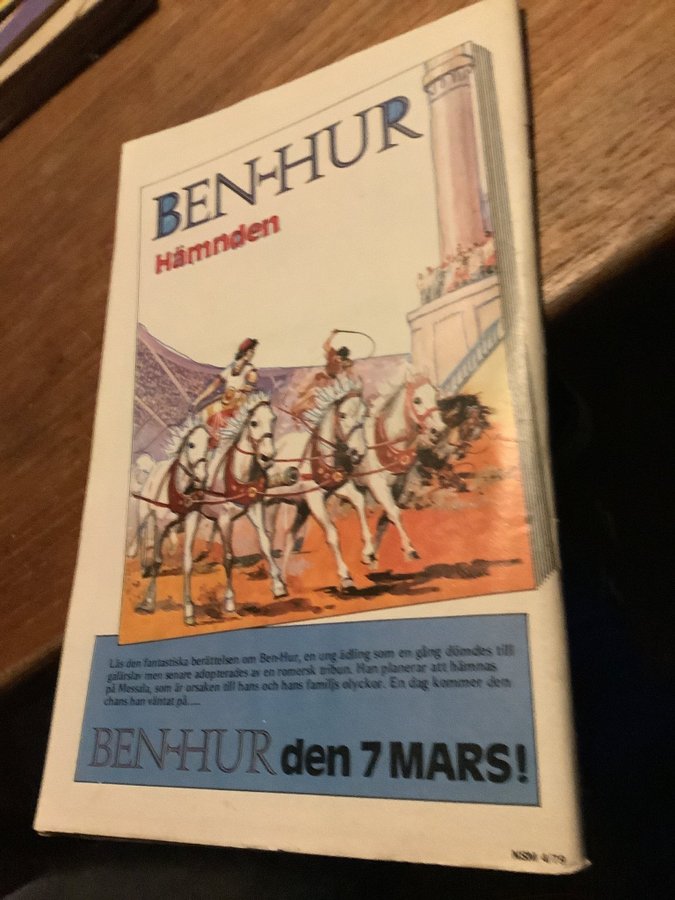 BEN-HUR
Hämnden
Läs den fantastiska berättelsen om Ben-Hur, en ung ädling som en gång dömdes till
galärslav men senare adopterades av en romersk tribun. Han planerar att hämnas
på Messala, som är orsaken till hans och hans familjs olyckor. En dag kommer den
chans han väntat på.....
BEN-HUR den 7 MARS!
NSM 4/79